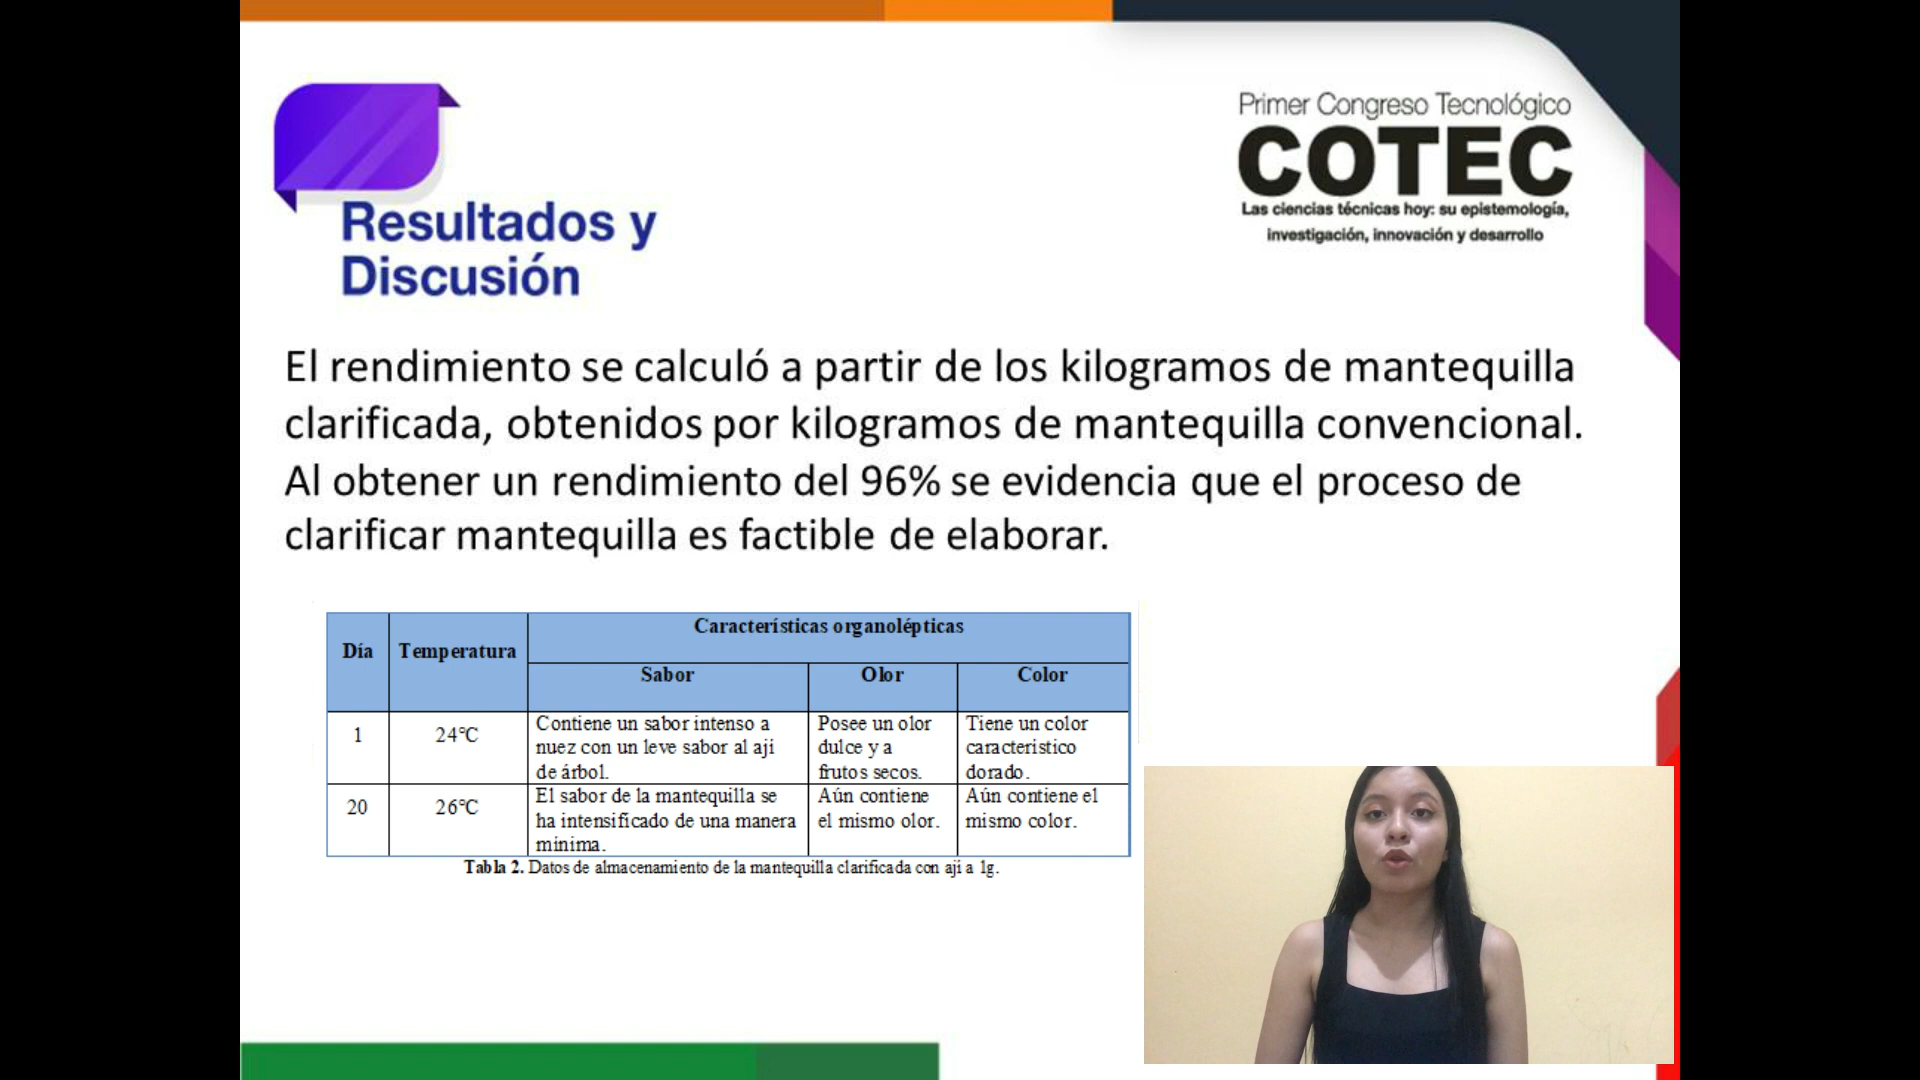 Primer Congreso Tecnológico
COTEC
Las ciencias técnicas hoy: su epistemología,
investigación, innovación y desarrollo
Resultados y
Discusión
El rendimiento se calculó a partir de los kilogramos de mantequilla
clarificada, obtenidos por kilogramos de mantequilla convencional.
Al obtener un rendimiento del 96% se evidencia que el proceso de
clarificar mantequilla es factible de elaborar.
Día Temperatura Características organolépticas
Sabor Olor Color
1 24°C Contiene un sabor intenso a nuez con un leve sabor al ají de árbol. Posee un olor dulce y a frutos secos. Tiene un color caracteristico dorado.
20 26°C El sabor de la mantequilla se ha intensificado de una manera mínima. Aún contiene el mismo olor. Aún contiene el mismo color.
Tabla 2. Datos de almacenamiento de la mantequilla clarificada con ají a 1g.